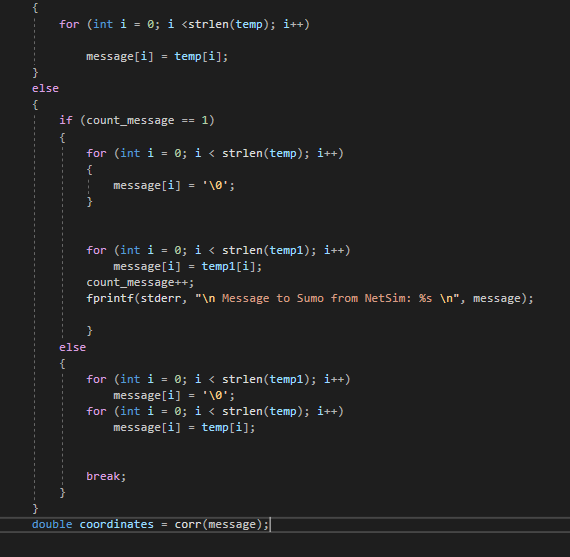 {
for (int i = 0; i <strlen(temp); i++)
message[i] = temp[i];
}
else
{
if (count_message == 1)
{
for (int i = 0; i < strlen(temp); i++)
{
message[i] = '\0';
}
for (int i = 0; i < strlen(temp1); i++)
message[i] = temp1[i];
count_message++;
fprintf(stderr, "\n Message to Sumo from NetSim: %s \n", message);
}
else
{
for (int i = 0; i < strlen(temp1); i++)
message[i] = '\0';
for (int i = 0; i < strlen(temp); i++)
message[i] = temp[i];
break;
}
}
double coordinates = corr(message);